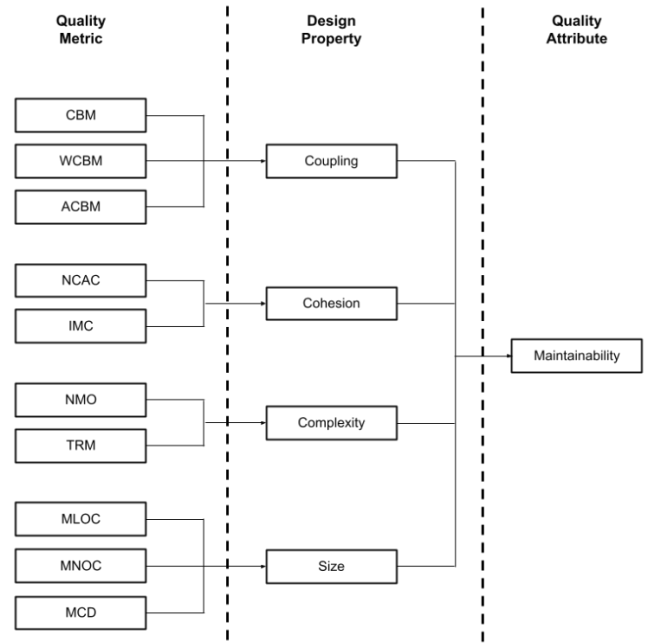 Quality
Metric
Design
Property
Quality
Attribute
CBM
WCBM
ACBM
Coupling
NCAC
IMC
Cohesion
Maintainability
NMO
TRM
Complexity
MLOC
MNOC
MCD
Size